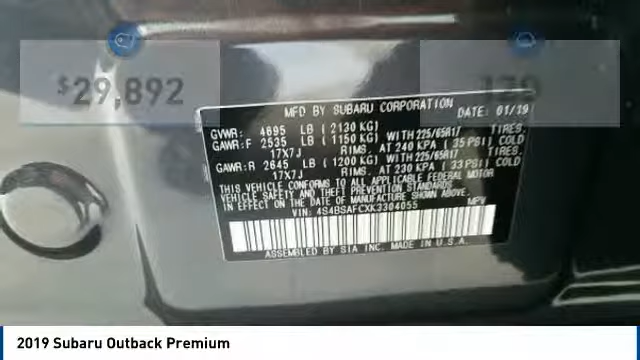 $29,892
MFD BY SUBARU CORPORATION DATE: 01/19
GVWR: 4695 LB (2130 KG)
GAWR:F 2535 LB (1150 KG) WITH 225/65R17 TIRES,
17X7J RIMS, AT 240 KPA (35 PSI) COLD
GAWR:R 2645 LB (1200 KG) WITH 225/65R17 TIRES,
17X7J RIMS, AT 230 KPA (33 PSI) COLD
THIS VEHICLE CONFORMS TO ALL APPLICABLE FEDERAL MOTOR
VEHICLE SAFETY AND THEFT PREVENTION STANDARDS
IN EFFECT ON THE DATE OF MANUFACTURE SHOWN ABOVE.
VIN: 4S4BSAFCXK3304055 MPV
ASSEMBLED BY SIA INC. MADE IN U.S.A.
2019 Subaru Outback Premium